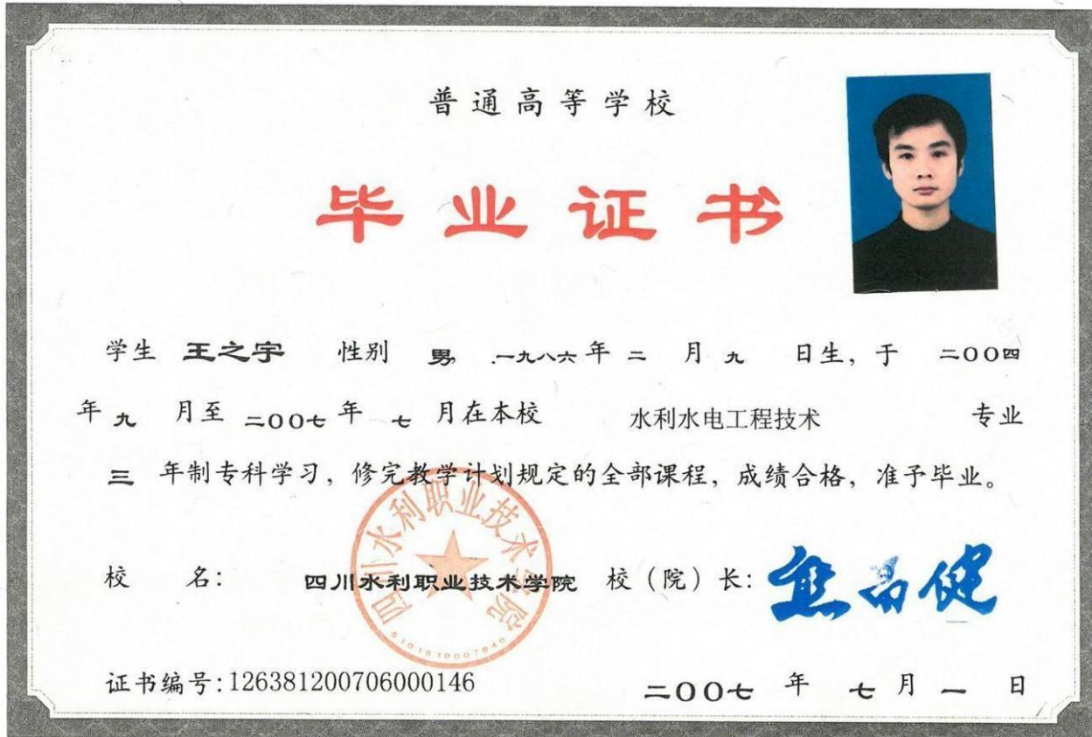 普通高等学校
毕业证书
学生 王之宇 性别 男 一九八六年 二 月 九 日生，于 二00四
年 九 月至 二00七 年 七 月在本校 水利水电工程技术 专业
三 年制专科学习，修完教学计划规定的全部课程，成绩合格，准予毕业。
四川水利职业技术学院
校 名： 四川水利职业技术学院 校（院）长：
证书编号：126381200706000146
二00七 年 七 月 一 日